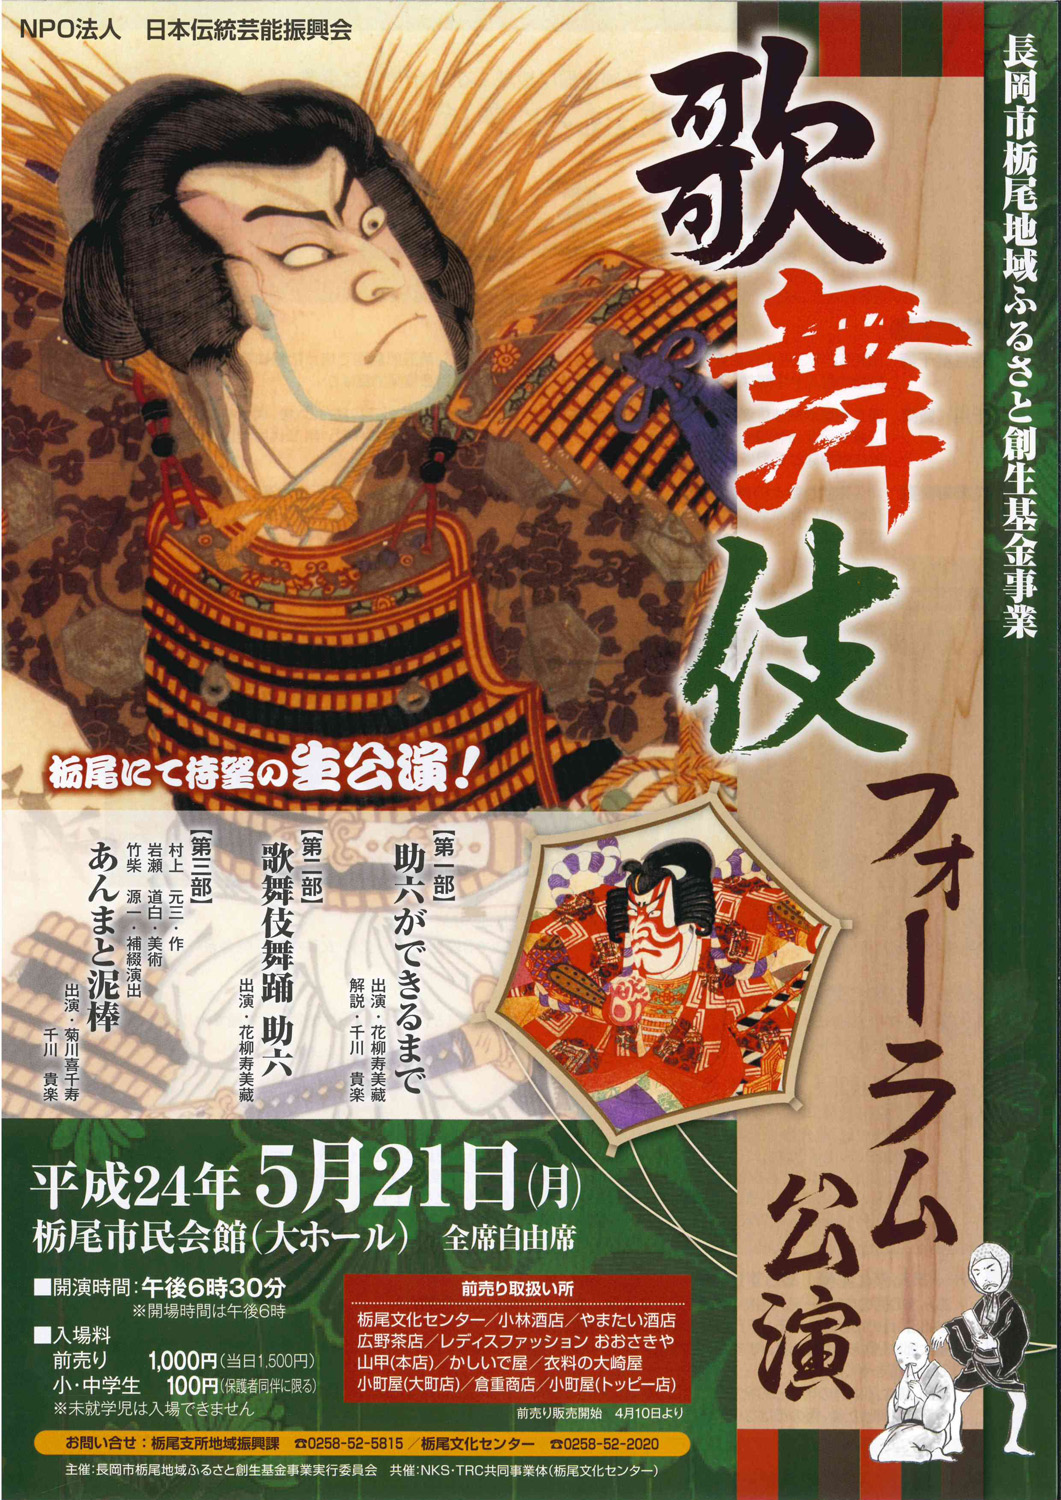 NPO法人　日本伝統芸能振興会
長岡市栃尾地域ふるさと創生基金事業
歌舞伎
フォーラム
公演
栃尾にて待望の生公演！
【第一部】
助六ができるまで
出演・花柳寿美蔵
解説・千川　貴楽
【第二部】
歌舞伎舞踊 助六
出演・花柳寿美蔵
【第三部】
村上　元三・作
岩瀬　道白・美術
竹柴　源一・補綴演出
あんまと泥棒
出演・菊川喜千寿
千川　貴楽
平成24年 5月21日(月)
栃尾市民会館(大ホール)　全席自由席
■開演時間：午後6時30分
※開場時間は午後6時
■入場料
前売り　1,000円(当日1,500円)
小・中学生　100円(保護者同伴に限る)
※未就学児は入場できません
前売り取扱い所
栃尾文化センター／小林酒店／やまたい酒店
広野茶店／レディスファッション おおさきや
山甲(本店)／かしいで屋／衣料の大崎屋
小町屋(大町店)／倉重商店／小町屋(トッピー店)
前売り販売開始　4月10日より
お問い合せ：栃尾支所地域振興課　☎0258-52-5815 ／栃尾文化センター　☎0258-52-2020
主催：長岡市栃尾地域ふるさと創生基金事業実行委員会　共催：NKS・TRC共同事業体(栃尾文化センター)